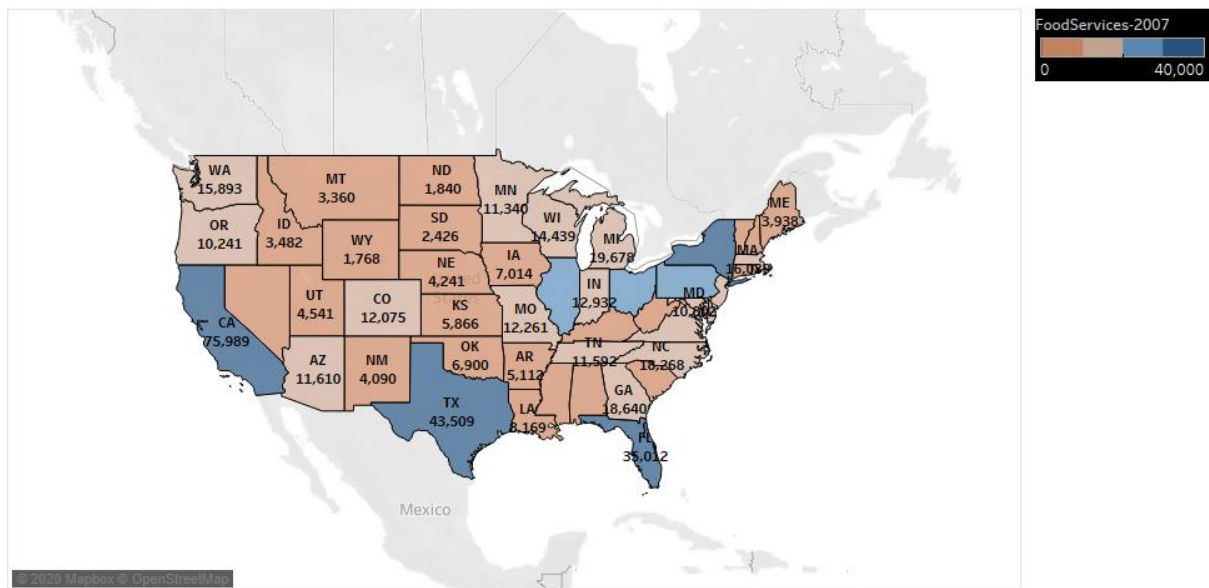 FoodServices-2007
0
40,000
WA
15,893
MT
3,360
ND
1,840
MN
11,340
ME
3,938
OR
10,241
ID
3,482
SD
2,426
WI
14,439
MI
19,678
WY
1,768
MA
NE
4,241
IA
7,014
IN
12,932
MD
UT
4,541
CO
12,075
KS
5,866
MO
12,261
CA
75,989
AZ
11,610
NM
4,090
OK
6,900
AR
5,112
TN
11,592
NC
18,268
GA
18,640
TX
43,509
LA
8,169
FL
35,012
Mexico
© 2020 Mapbox © OpenStreetMap